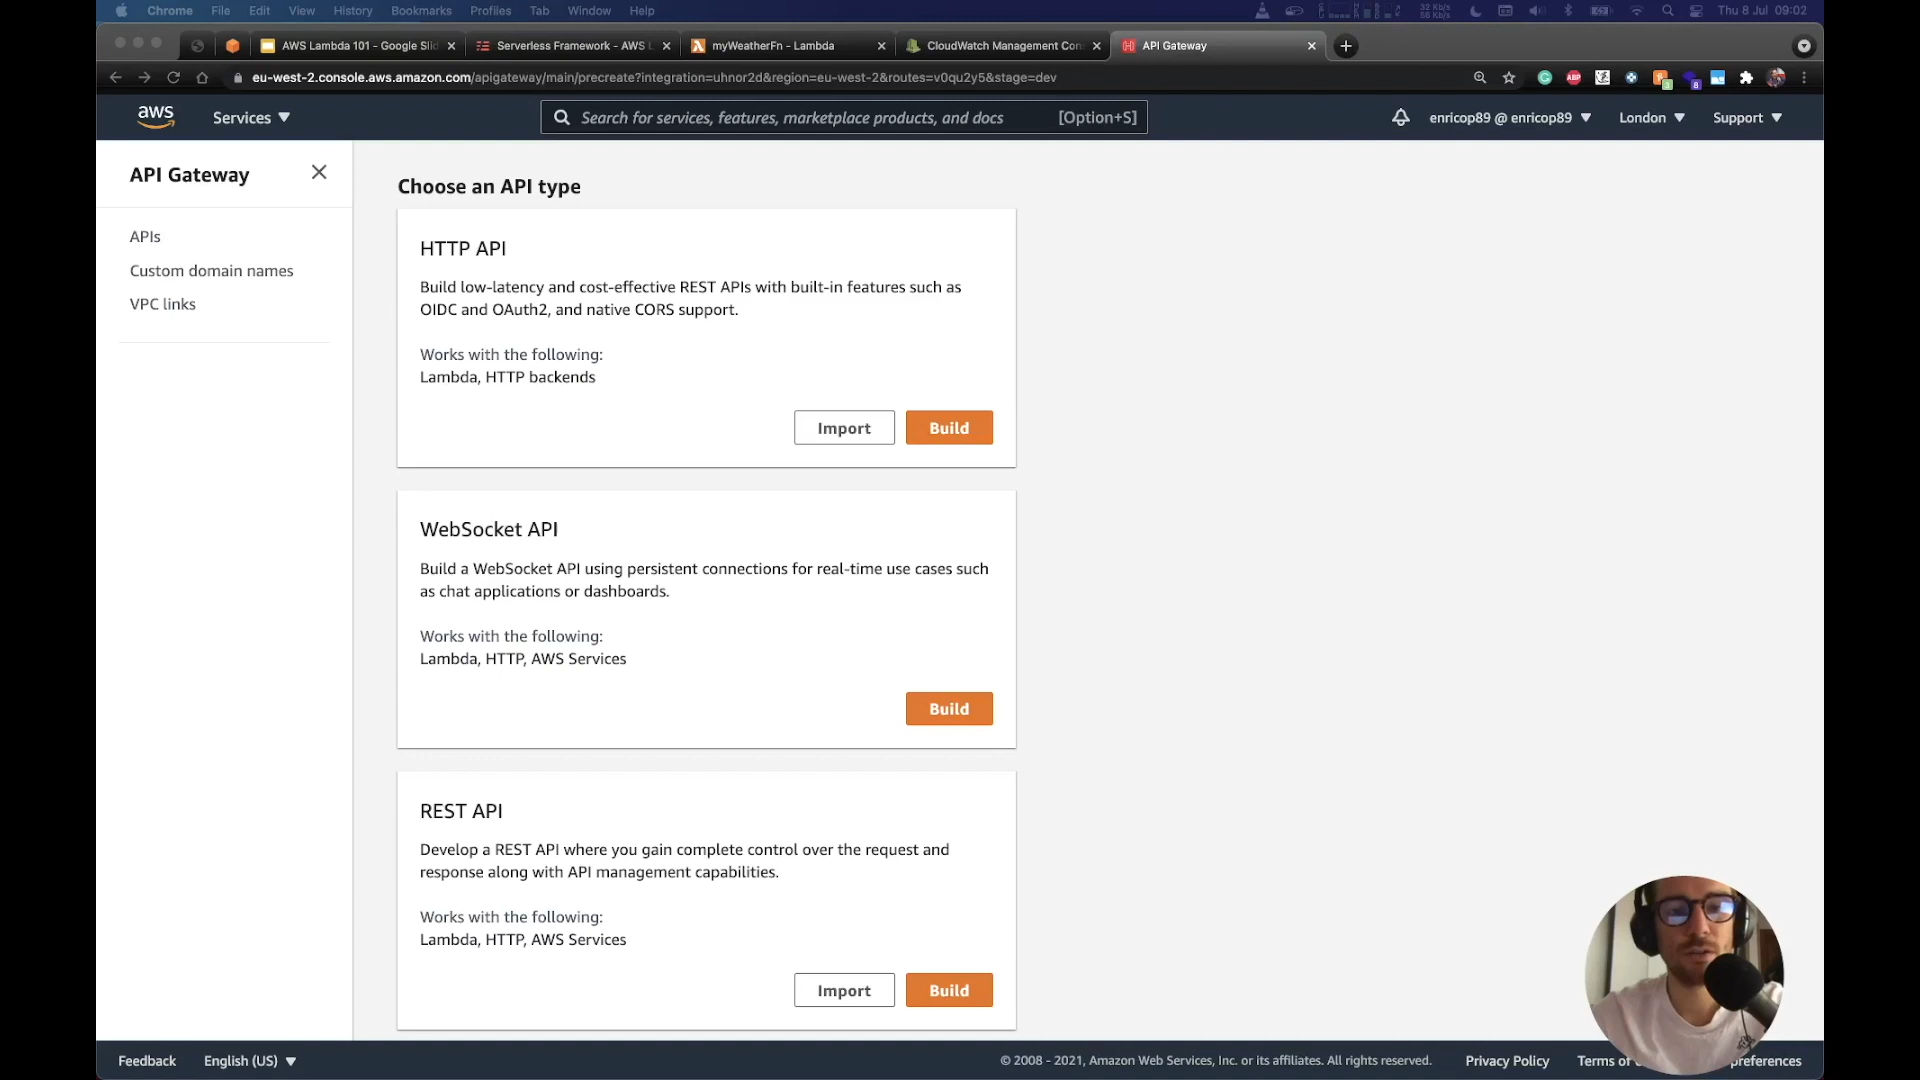 Chrome File Edit View History Bookmarks Profiles Tab Window Help 32 Kb/s 56 Kb/s Thu 8 Jul 09:02
AWS Lambda 101 - Google Slid Serverless Framework - AWS L myWeatherFn - Lambda CloudWatch Management Con API Gateway
eu-west-2.console.aws.amazon.com/apigateway/main/precreate?integration=uhnor2d&region=eu-west-2&routes=v0qu2y5&stage=dev ABP 8
aws Services Search for services, features, marketplace products, and docs [Option+S] enricop89 @ enricop89 London Support
API Gateway
APIs
Custom domain names
VPC links
Choose an API type
HTTP API
Build low-latency and cost-effective REST APIs with built-in features such as
OIDC and OAuth2, and native CORS support.
Works with the following:
Lambda, HTTP backends
Import Build
WebSocket API
Build a WebSocket API using persistent connections for real-time use cases such
as chat applications or dashboards.
Works with the following:
Lambda, HTTP, AWS Services
Build
REST API
Develop a REST API where you gain complete control over the request and
response along with API management capabilities.
Works with the following:
Lambda, HTTP, AWS Services
Import Build
Feedback English (US) © 2008 - 2021, Amazon Web Services, Inc. or its affiliates. All rights reserved. Privacy Policy Terms of preferences